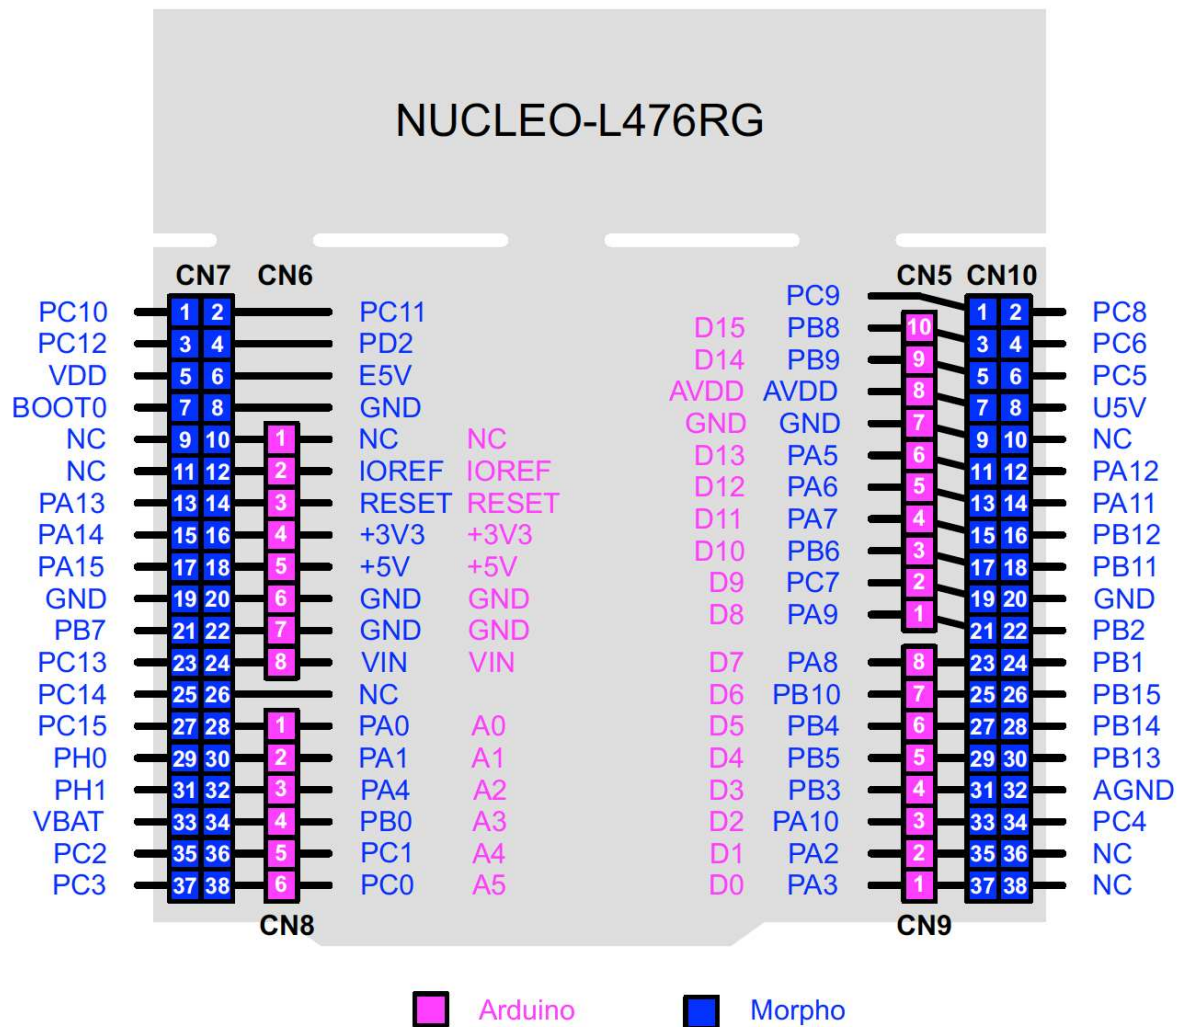 NUCLEO-L476RG
CN7 CN6 CN5 CN10
PC9
PC10 1 2 PC11 1 2 PC8
D15 PB8 10
PC12 3 4 PD2 3 4 PC6
D14 PB9 9
VDD 5 6 E5V 5 6 PC5
AVDD AVDD 8
BOOT0 7 8 GND 7 8 U5V
GND GND 7
NC 9 10 1 NC NC 9 10 NC
D13 PA5 6
NC 11 12 2 IOREF IOREF 11 12 PA12
D12 PA6 5
PA13 13 14 3 RESET RESET 13 14 PA11
D11 PA7 4
PA14 15 16 4 +3V3 +3V3 15 16 PB12
D10 PB6 3
PA15 17 18 5 +5V +5V 17 18 PB11
D9 PC7 2
GND 19 20 6 GND GND 19 20 GND
D8 PA9 1
PB7 21 22 7 GND GND 21 22 PB2
PC13 23 24 8 VIN VIN D7 PA8 8 23 24 PB1
PC14 25 26 NC D6 PB10 7 25 26 PB15
PC15 27 28 1 PA0 A0 D5 PB4 6 27 28 PB14
PH0 29 30 2 PA1 A1 D4 PB5 5 29 30 PB13
PH1 31 32 3 PA4 A2 D3 PB3 4 31 32 AGND
VBAT 33 34 4 PB0 A3 D2 PA10 3 33 34 PC4
PC2 35 36 5 PC1 A4 D1 PA2 2 35 36 NC
PC3 37 38 6 PC0 A5 D0 PA3 1 37 38 NC
CN8 CN9
Arduino Morpho